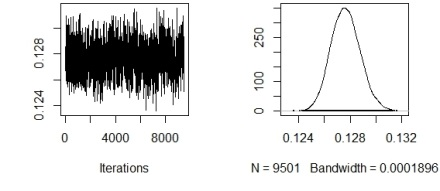 0.128
0.124
0 4000 8000
Iterations
250
100
0
0.124 0.128 0.132
N = 9501 Bandwidth = 0.0001896